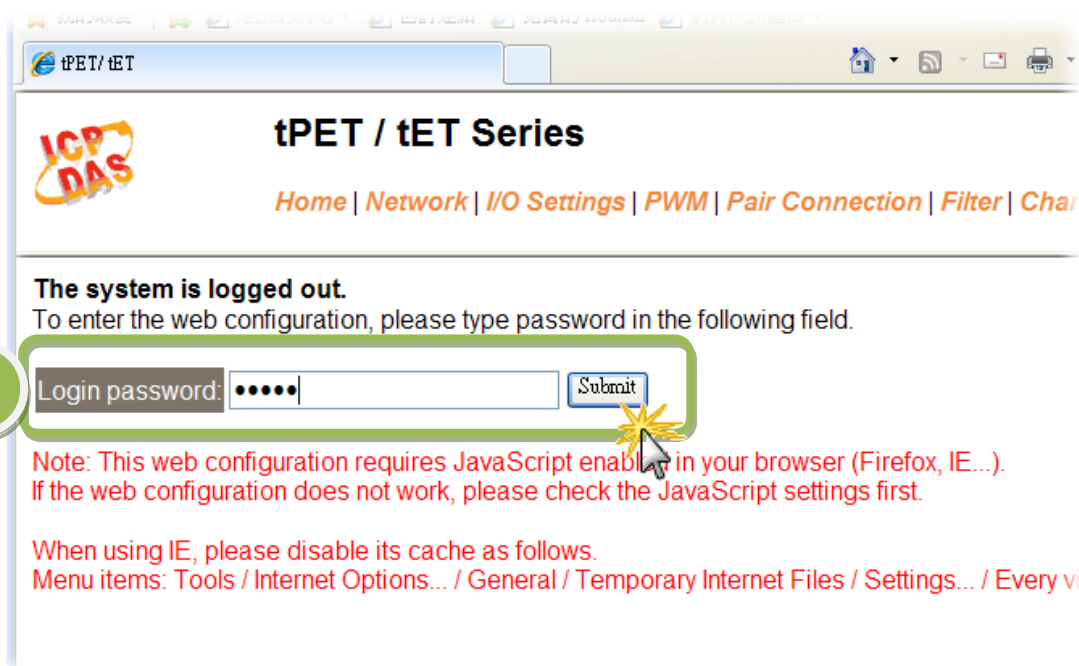 tPET/ tET
ICP DAS
tPET / tET Series
Home | Network | I/O Settings | PWM | Pair Connection | Filter |
The system is logged out.
To enter the web configuration, please type password in the following field.
Login password: •••••
Submit
Note: This web configuration requires JavaScript enabled in your browser (Firefox, IE...).
If the web configuration does not work, please check the JavaScript settings first.
When using IE, please disable its cache as follows.
Menu items: Tools / Internet Options... / General / Temporary Internet Files / Settings... / Every